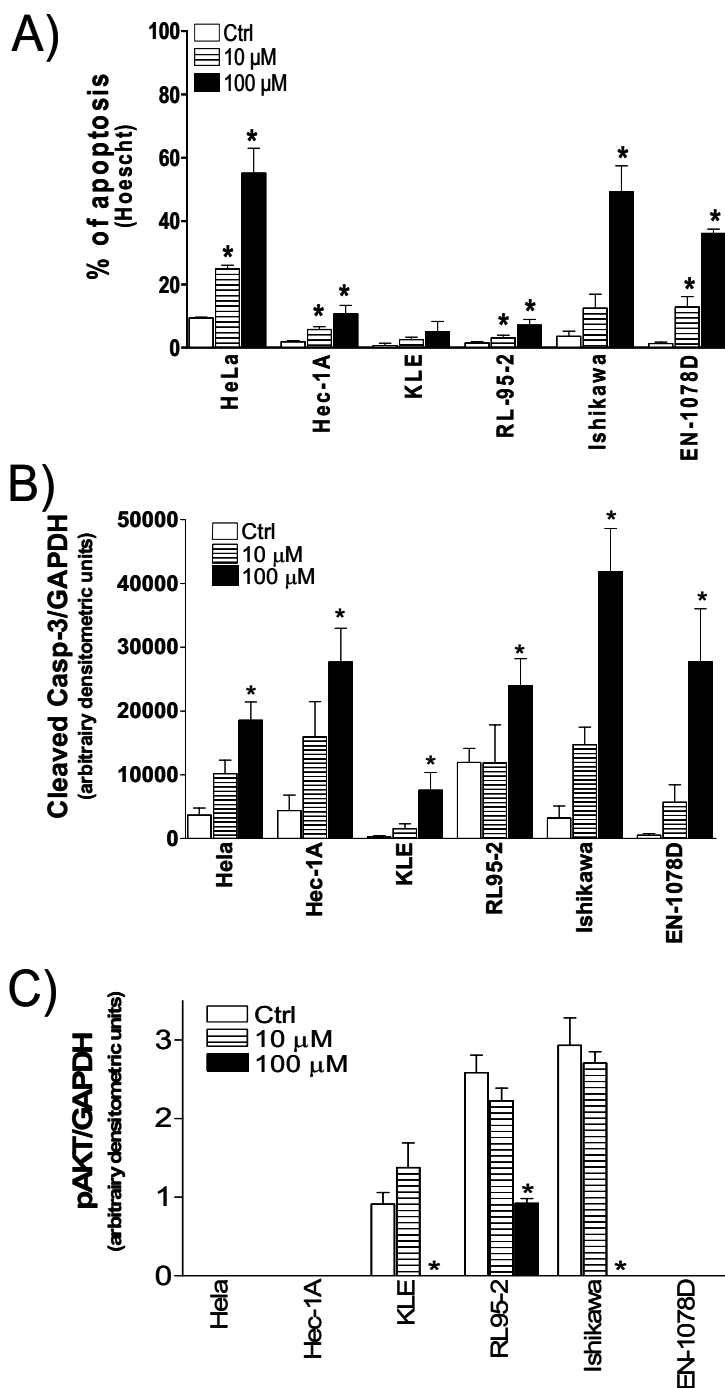 A)
% of apoptosis
(Hoescht)
100
80
60
40
20
0
Ctrl
10 µM
100 µM
*
*
*
*
*
*
*
*
*
HeLa
Hec-1A
KLE
RL-95-2
Ishikawa
EN-1078D
B)
Cleaved Casp-3/GAPDH
(arbitrairy densitometric units)
50000
40000
30000
20000
10000
0
Ctrl
10 µM
100 µM
*
*
*
*
*
*
Hela
Hec-1A
KLE
RL95-2
Ishikawa
EN-1078D
C)
pAKT/GAPDH
(arbitrairy densitometric units)
3
2
1
0
Ctrl
10 µM
100 µM
*
*
*
Hela
Hec-1A
KLE
RL95-2
Ishikawa
EN-1078D